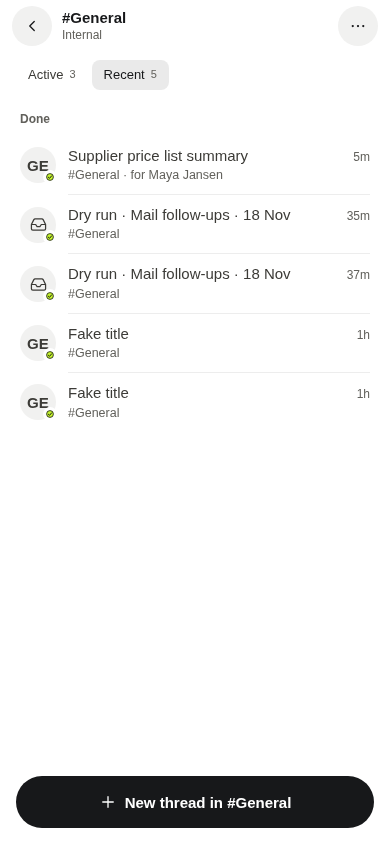 #General
Internal
Active 3
Recent 5
Done
GE
Supplier price list summary
5m
#General · for Maya Jansen
Dry run · Mail follow-ups · 18 Nov
35m
#General
Dry run · Mail follow-ups · 18 Nov
37m
#General
GE
Fake title
1h
#General
GE
Fake title
1h
#General
New thread in #General